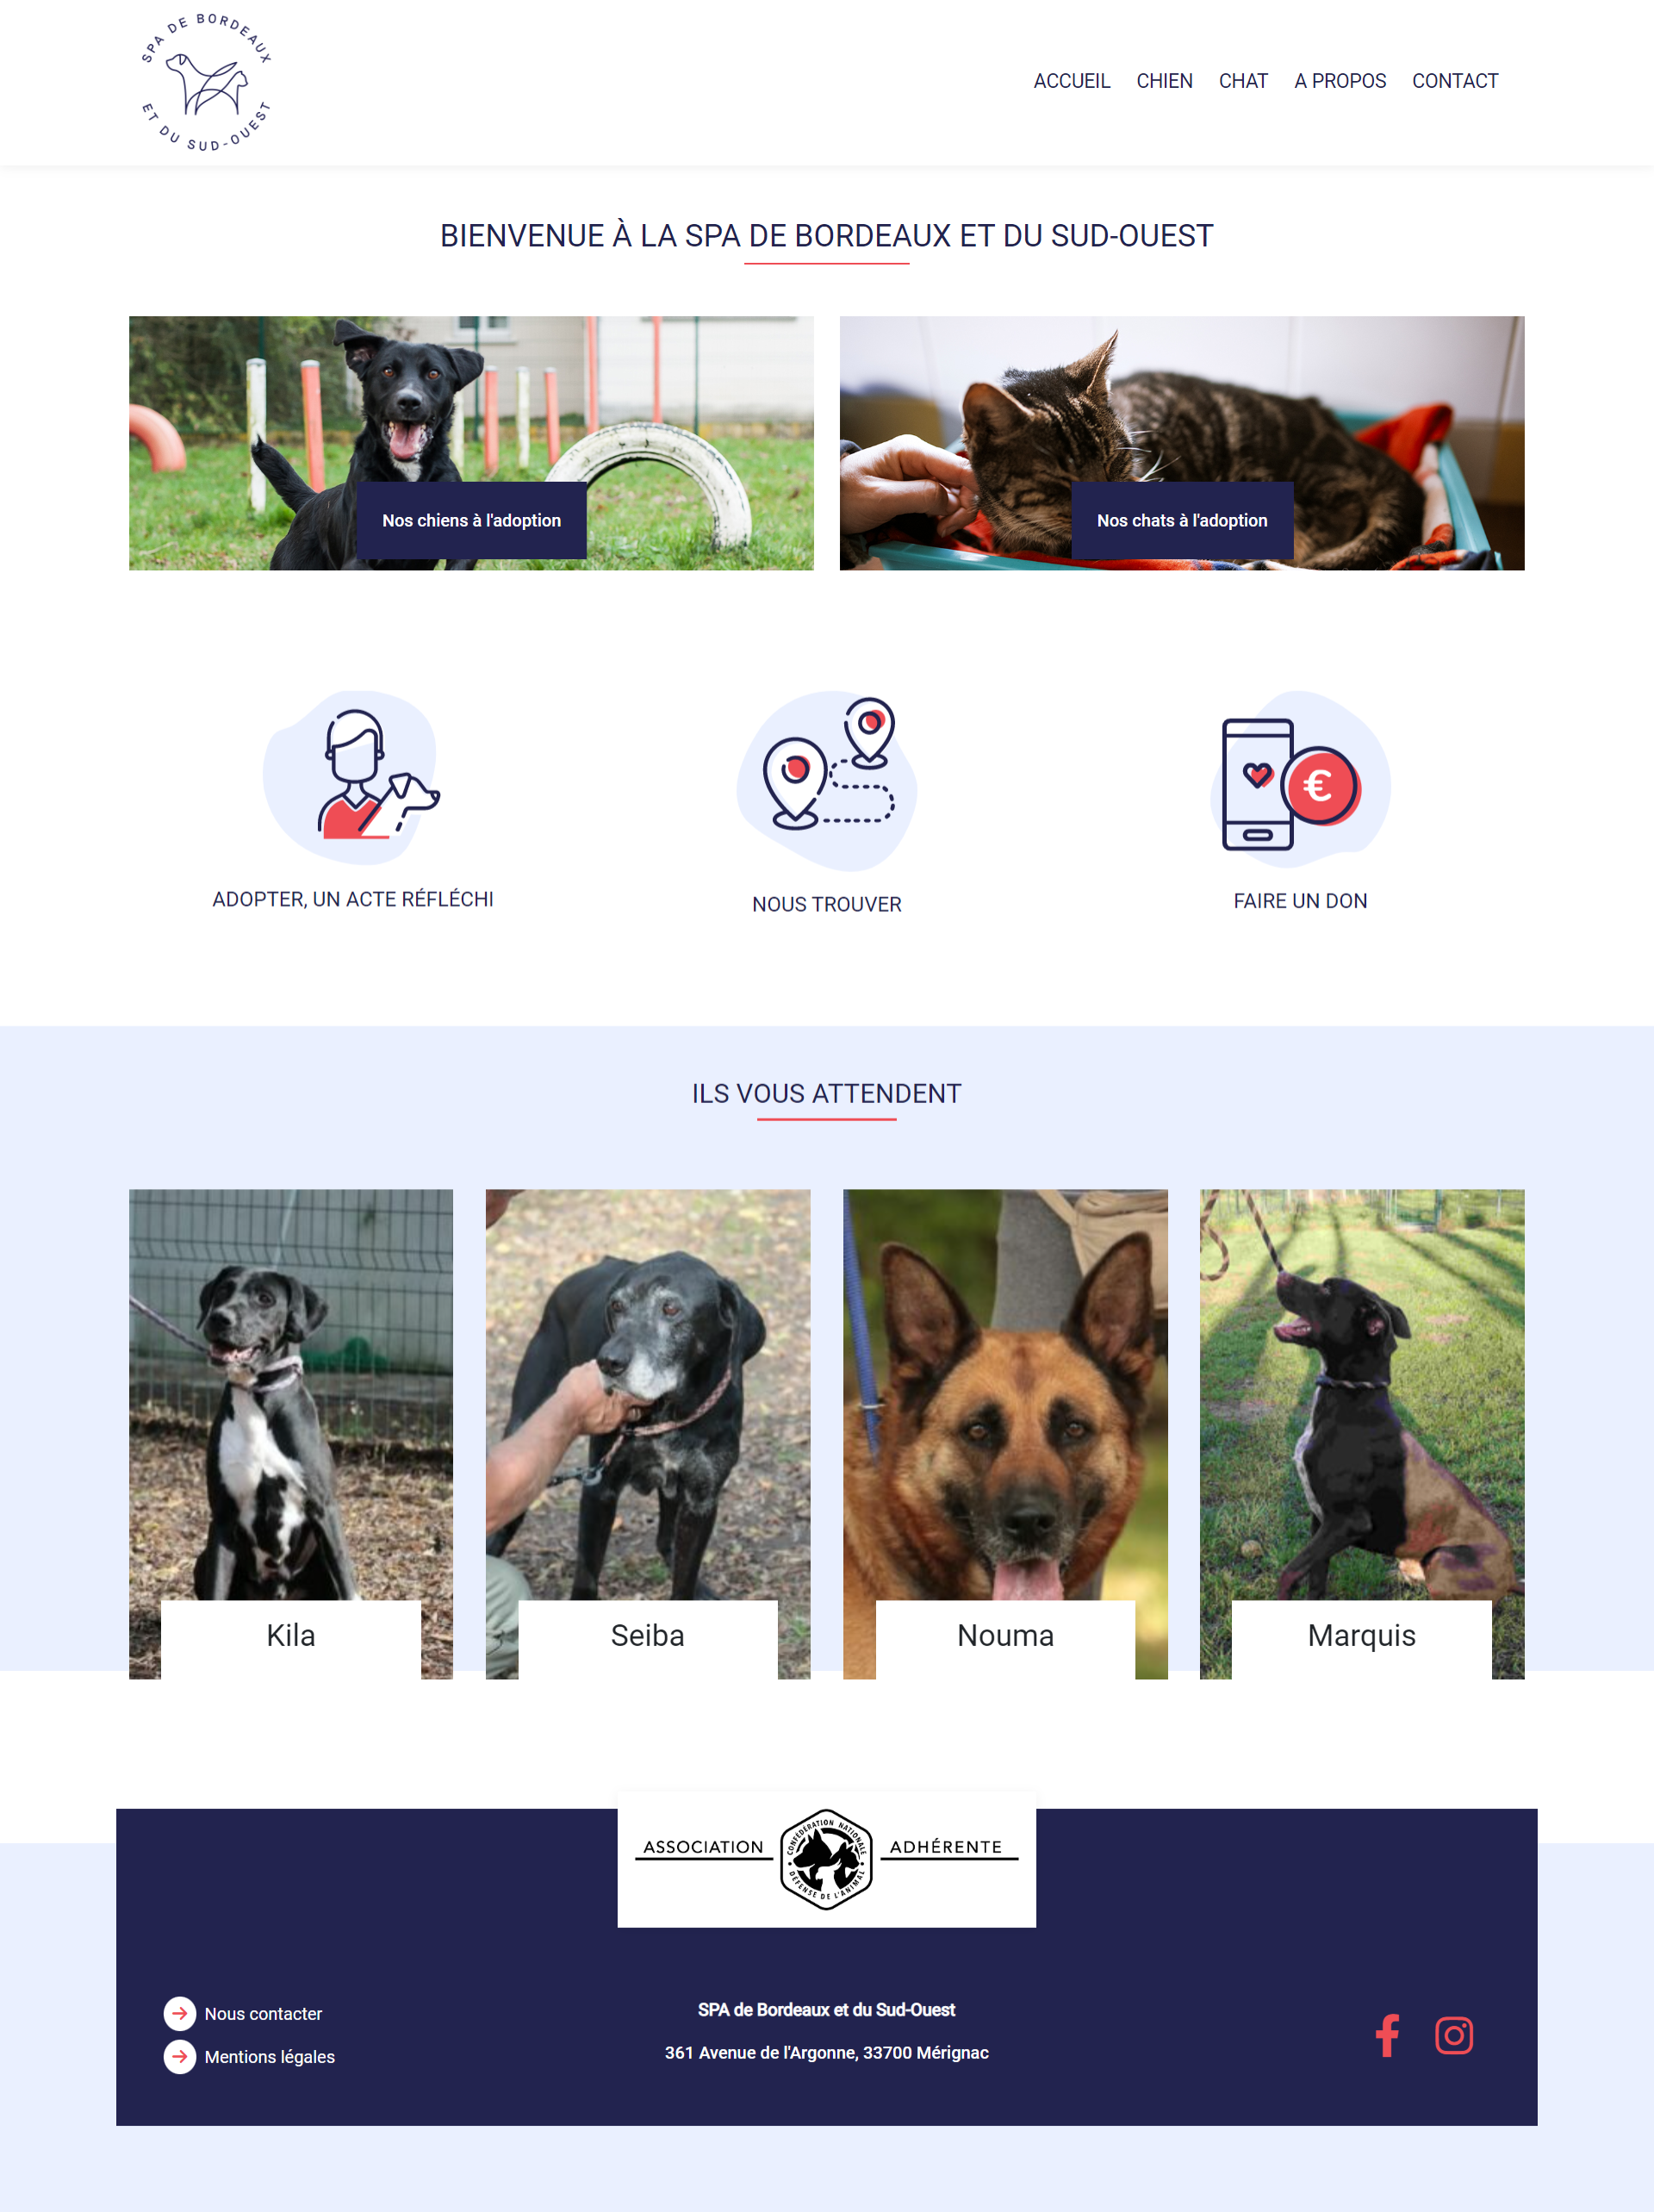 SPA DE BORDEAUX
ET DU SUD-OUEST
ACCUEIL CHIEN CHAT A PROPOS CONTACT
BIENVENUE À LA SPA DE BORDEAUX ET DU SUD-OUEST
Nos chiens à l'adoption
Nos chats à l'adoption
€
ADOPTER, UN ACTE RÉFLÉCHI
NOUS TROUVER
FAIRE UN DON
ILS VOUS ATTENDENT
Kila
Seiba
Nouma
Marquis
ASSOCIATION
CONFÉDÉRATION NATIONALE
DÉFENSE DE L'ANIMAL
ADHÉRENTE
Nous contacter
Mentions légales
SPA de Bordeaux et du Sud-Ouest
361 Avenue de l'Argonne, 33700 Mérignac